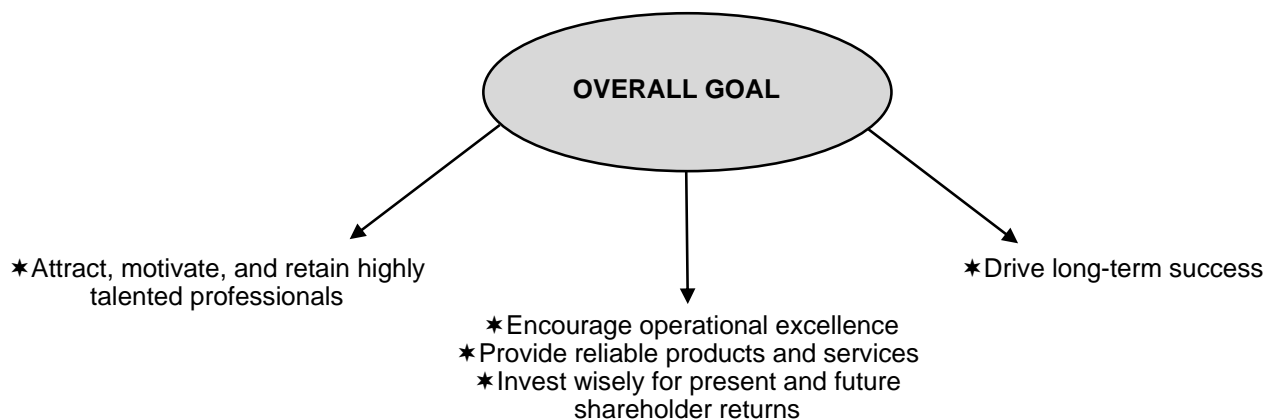 OVERALL GOAL
✶Attract, motivate, and retain highly
talented professionals
✶Encourage operational excellence
✶Provide reliable products and services
✶Invest wisely for present and future
shareholder returns
✶Drive long-term success